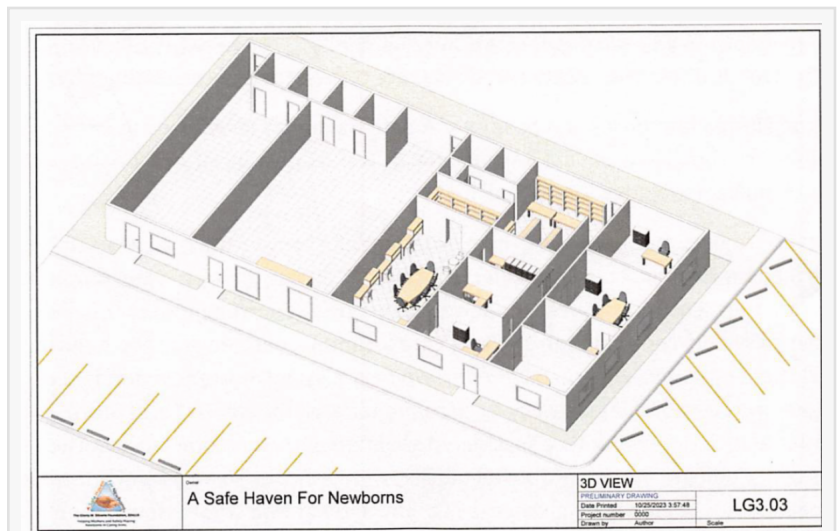 Owner
A Safe Haven For Newborns
3D VIEW
PRELIMINARY DRAWING
Date Printed 10/25/2023 3:57:48
Project number 0000
Drawn by Author
Scale
LG3.03